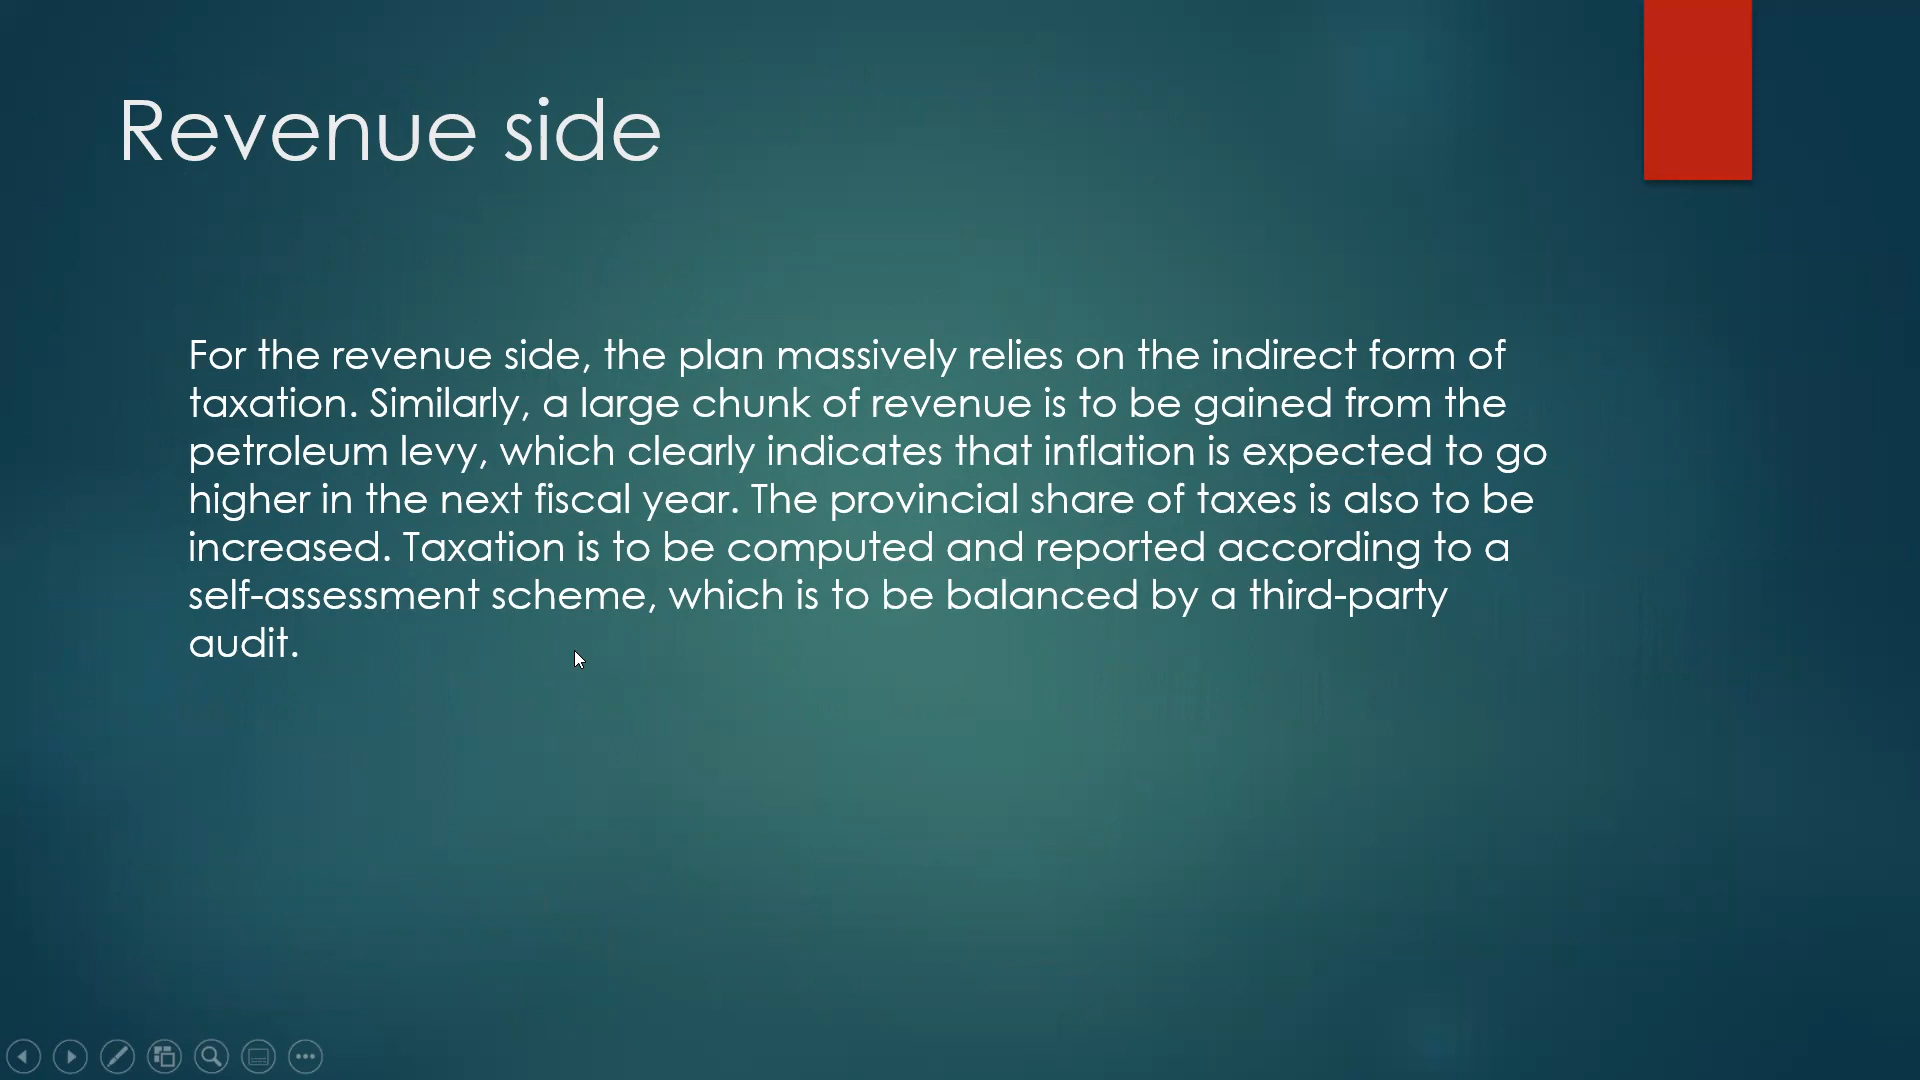 Revenue side
For the revenue side, the plan massively relies on the indirect form of
taxation. Similarly, a large chunk of revenue is to be gained from the
petroleum levy, which clearly indicates that inflation is expected to go
higher in the next fiscal year. The provincial share of taxes is also to be
increased. Taxation is to be computed and reported according to a
self-assessment scheme, which is to be balanced by a third-party
audit.